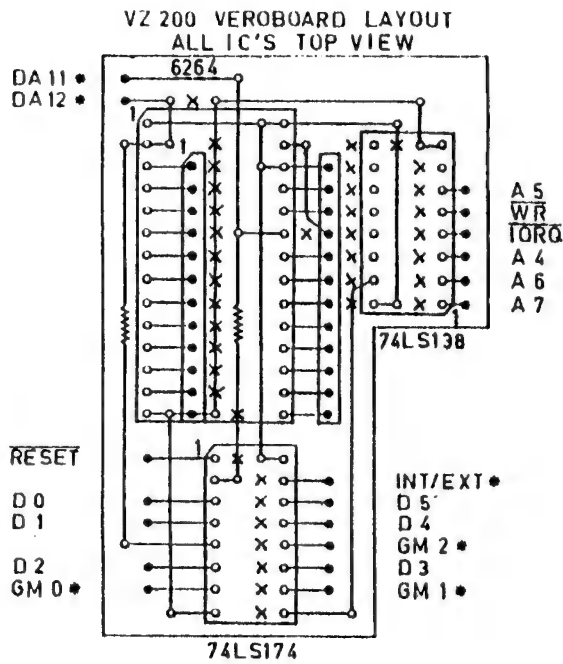 VZ 200 VEROBOARD LAYOUT
ALL IC'S TOP VIEW
6264
DA 11 *
DA 12 *
1
1
A 5
WR
TORQ
A 4
A 6
A 7
1
74LS138
RESET
1
D 0
D 1
D 2
GM 0 *
INT/EXT *
D 5
D 4
GM 2 *
D 3
GM 1 *
74LS174